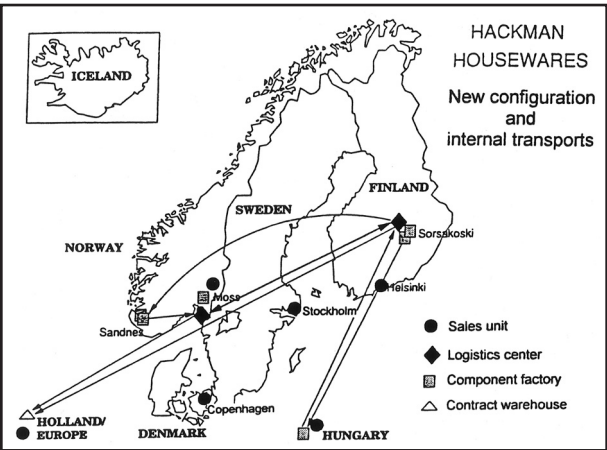 HACKMAN
HOUSEWARES
New configuration
and
internal transports
ICELAND
FINLAND
SWEDEN
NORWAY
Sorsakoski
Helsinki
Moss
Stockholm
Sandnes
Sales unit
Logistics center
Component factory
Contract warehouse
Copenhagen
HOLLAND/
EUROPE
DENMARK
HUNGARY